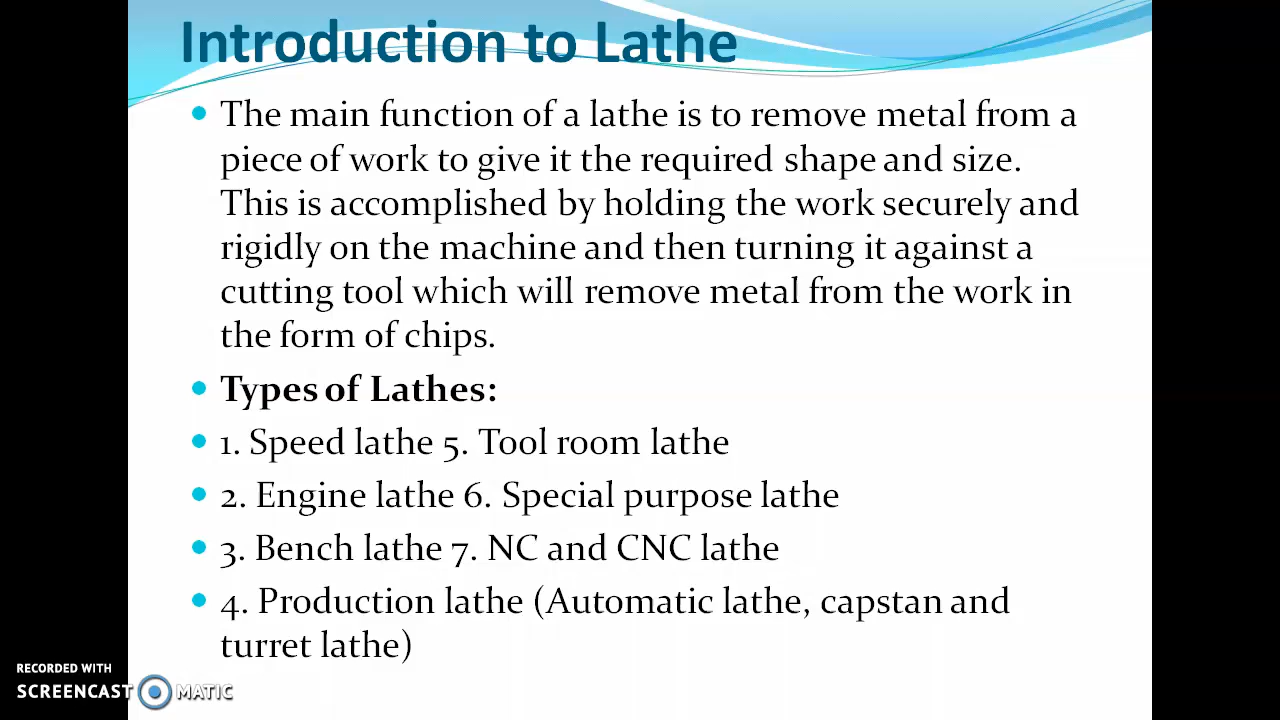 Introduction to Lathe
The main function of a lathe is to remove metal from a
piece of work to give it the required shape and size.
This is accomplished by holding the work securely and
rigidly on the machine and then turning it against a
cutting tool which will remove metal from the work in
the form of chips.
Types of Lathes:
1. Speed lathe 5. Tool room lathe
2. Engine lathe 6. Special purpose lathe
3. Bench lathe 7. NC and CNC lathe
4. Production lathe (Automatic lathe, capstan and
turret lathe)
RECORDED WITH
SCREENCAST MATIC